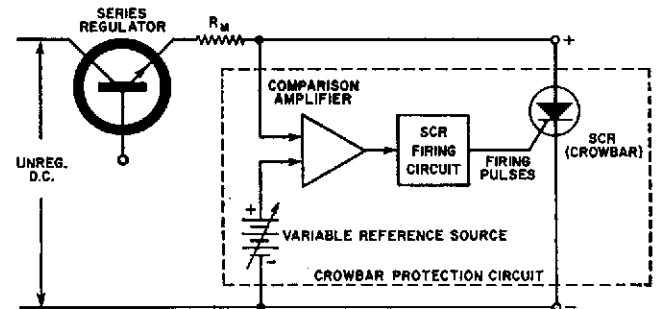 SERIES
REGULATOR
R_M
+
COMPARISON
AMPLIFIER
SCR
FIRING
CIRCUIT
FIRING
PULSES
SCR
(CROWBAR)
UNREG.
D.C.
+
VARIABLE REFERENCE SOURCE
-
CROWBAR PROTECTION CIRCUIT
-